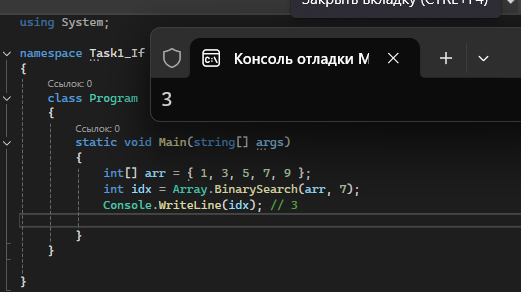 Закрыть вкладку (CTRL+F4)
using System;
Консоль отладки М
namespace Task1_If
{
3
Ссылок: 0
class Program
{
Ссылок: 0
static void Main(string[] args)
{
int[] arr = { 1, 3, 5, 7, 9 };
int idx = Array.BinarySearch(arr, 7);
Console.WriteLine(idx); // 3
}
}
}